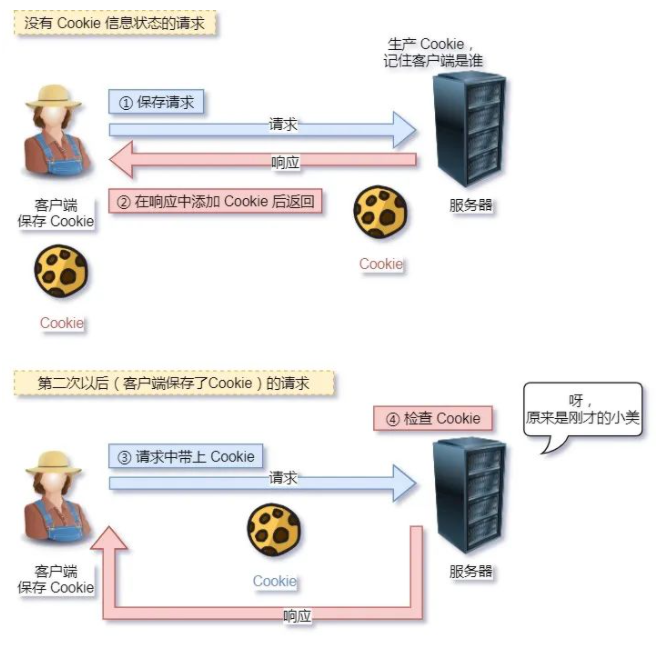 没有 Cookie 信息状态的请求
生产 Cookie，
记住客户端是谁
① 保存请求
请求
响应
② 在响应中添加 Cookie 后返回
客户端
保存 Cookie
服务器
Cookie
Cookie
第二次以后（客户端保存了Cookie）的请求
呀，
原来是刚才的小美
④ 检查 Cookie
③ 请求中带上 Cookie
请求
Cookie
客户端
保存 Cookie
服务器
响应